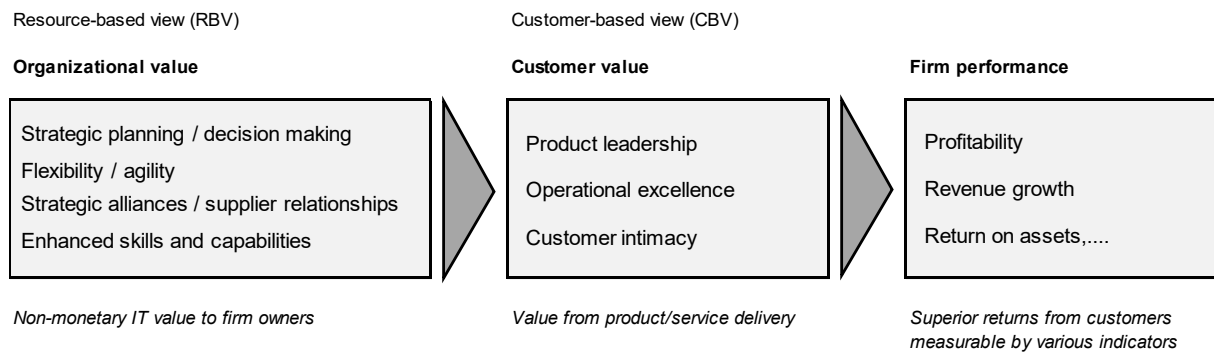 Resource-based view (RBV)
Customer-based view (CBV)
Organizational value
Customer value
Firm performance
Strategic planning / decision making
Flexibility / agility
Strategic alliances / supplier relationships
Enhanced skills and capabilities
Product leadership
Operational excellence
Customer intimacy
Profitability
Revenue growth
Return on assets,....
Non-monetary IT value to firm owners
Value from product/service delivery
Superior returns from customers
measurable by various indicators